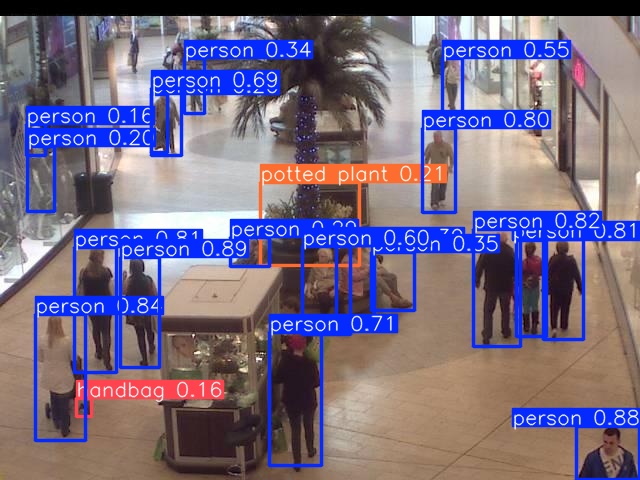 person 0.34
person 0.55
person 0.69
person 0.16
person 0.20
person 0.80
potted plant 0.21
person 0.82
person 0.81
person
person 0.60
person 0.35
person 0.81
person 0.89
person 0.84
person 0.71
handbag 0.16
person 0.88